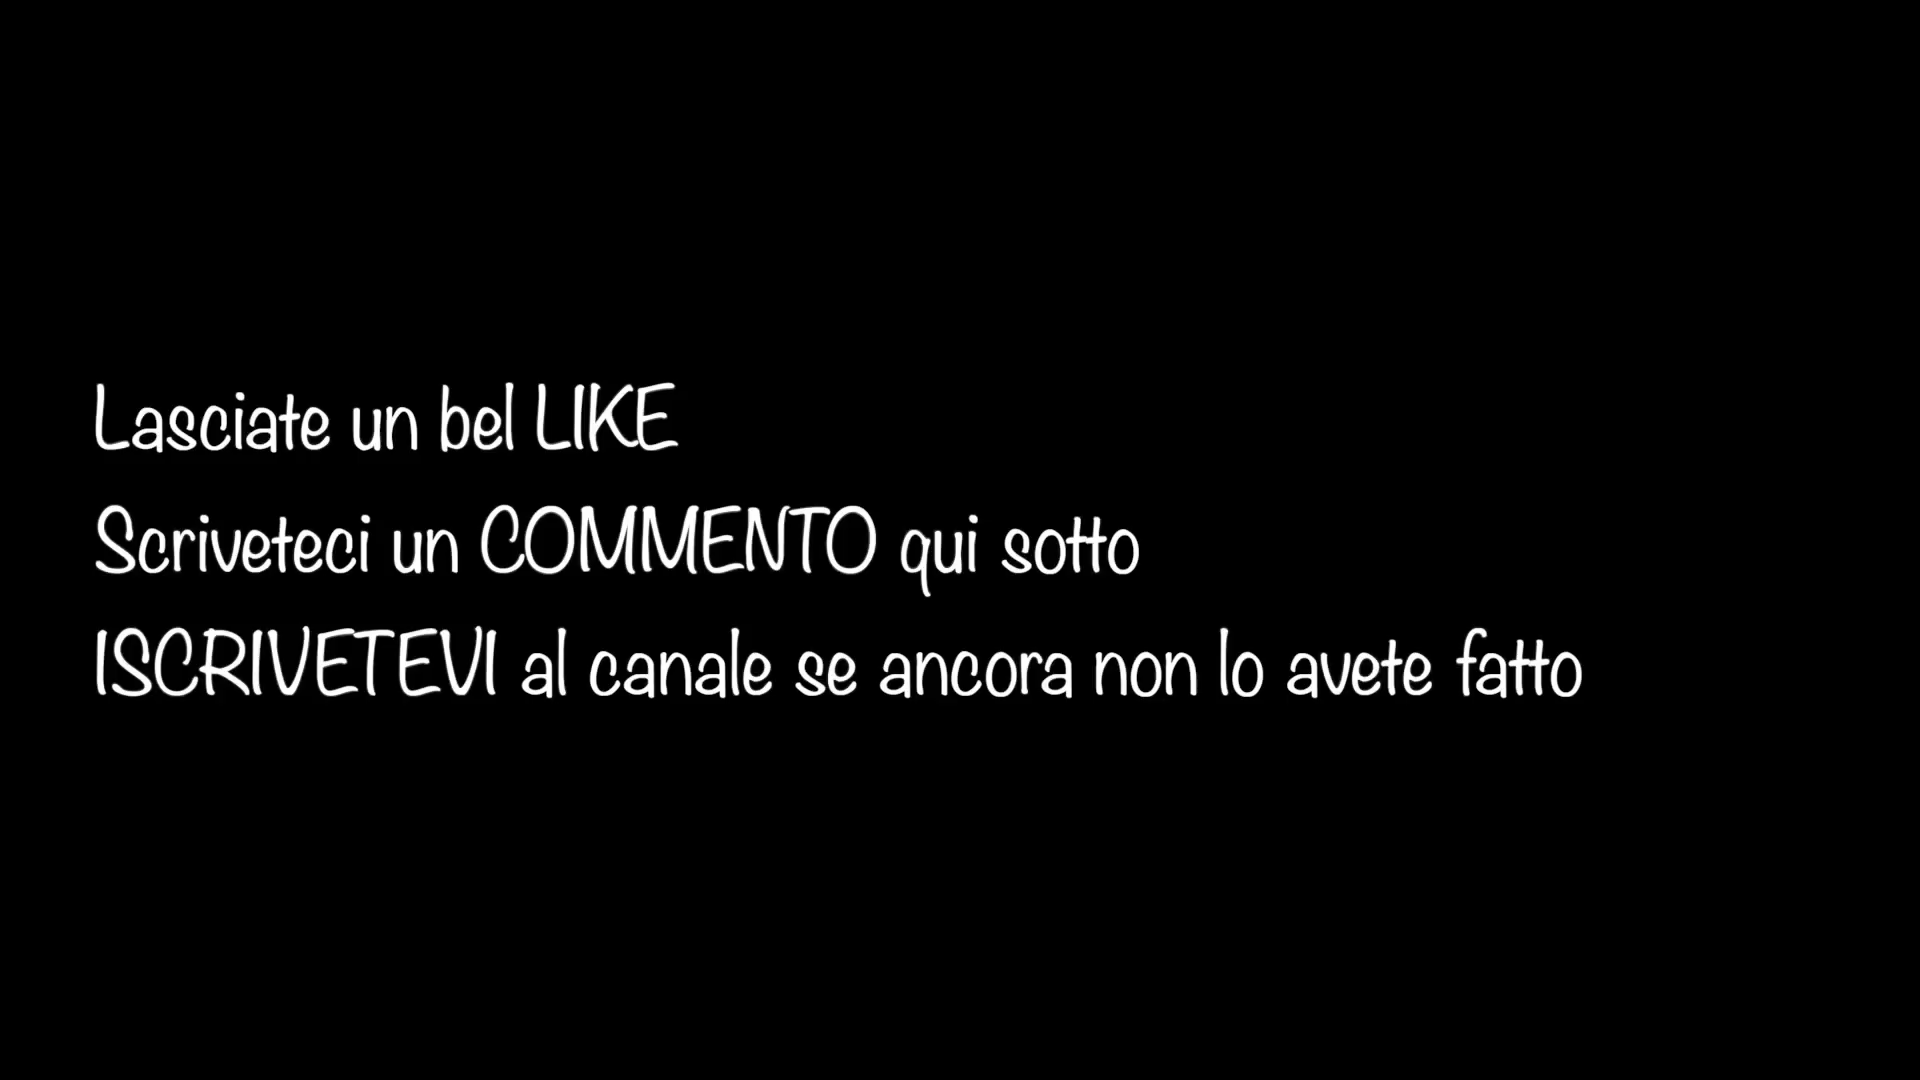 Lasciate un bel LIKE
Scriveteci un COMMENTO qui sotto
ISCRIVETEVI al canale se ancora non lo avete fatto